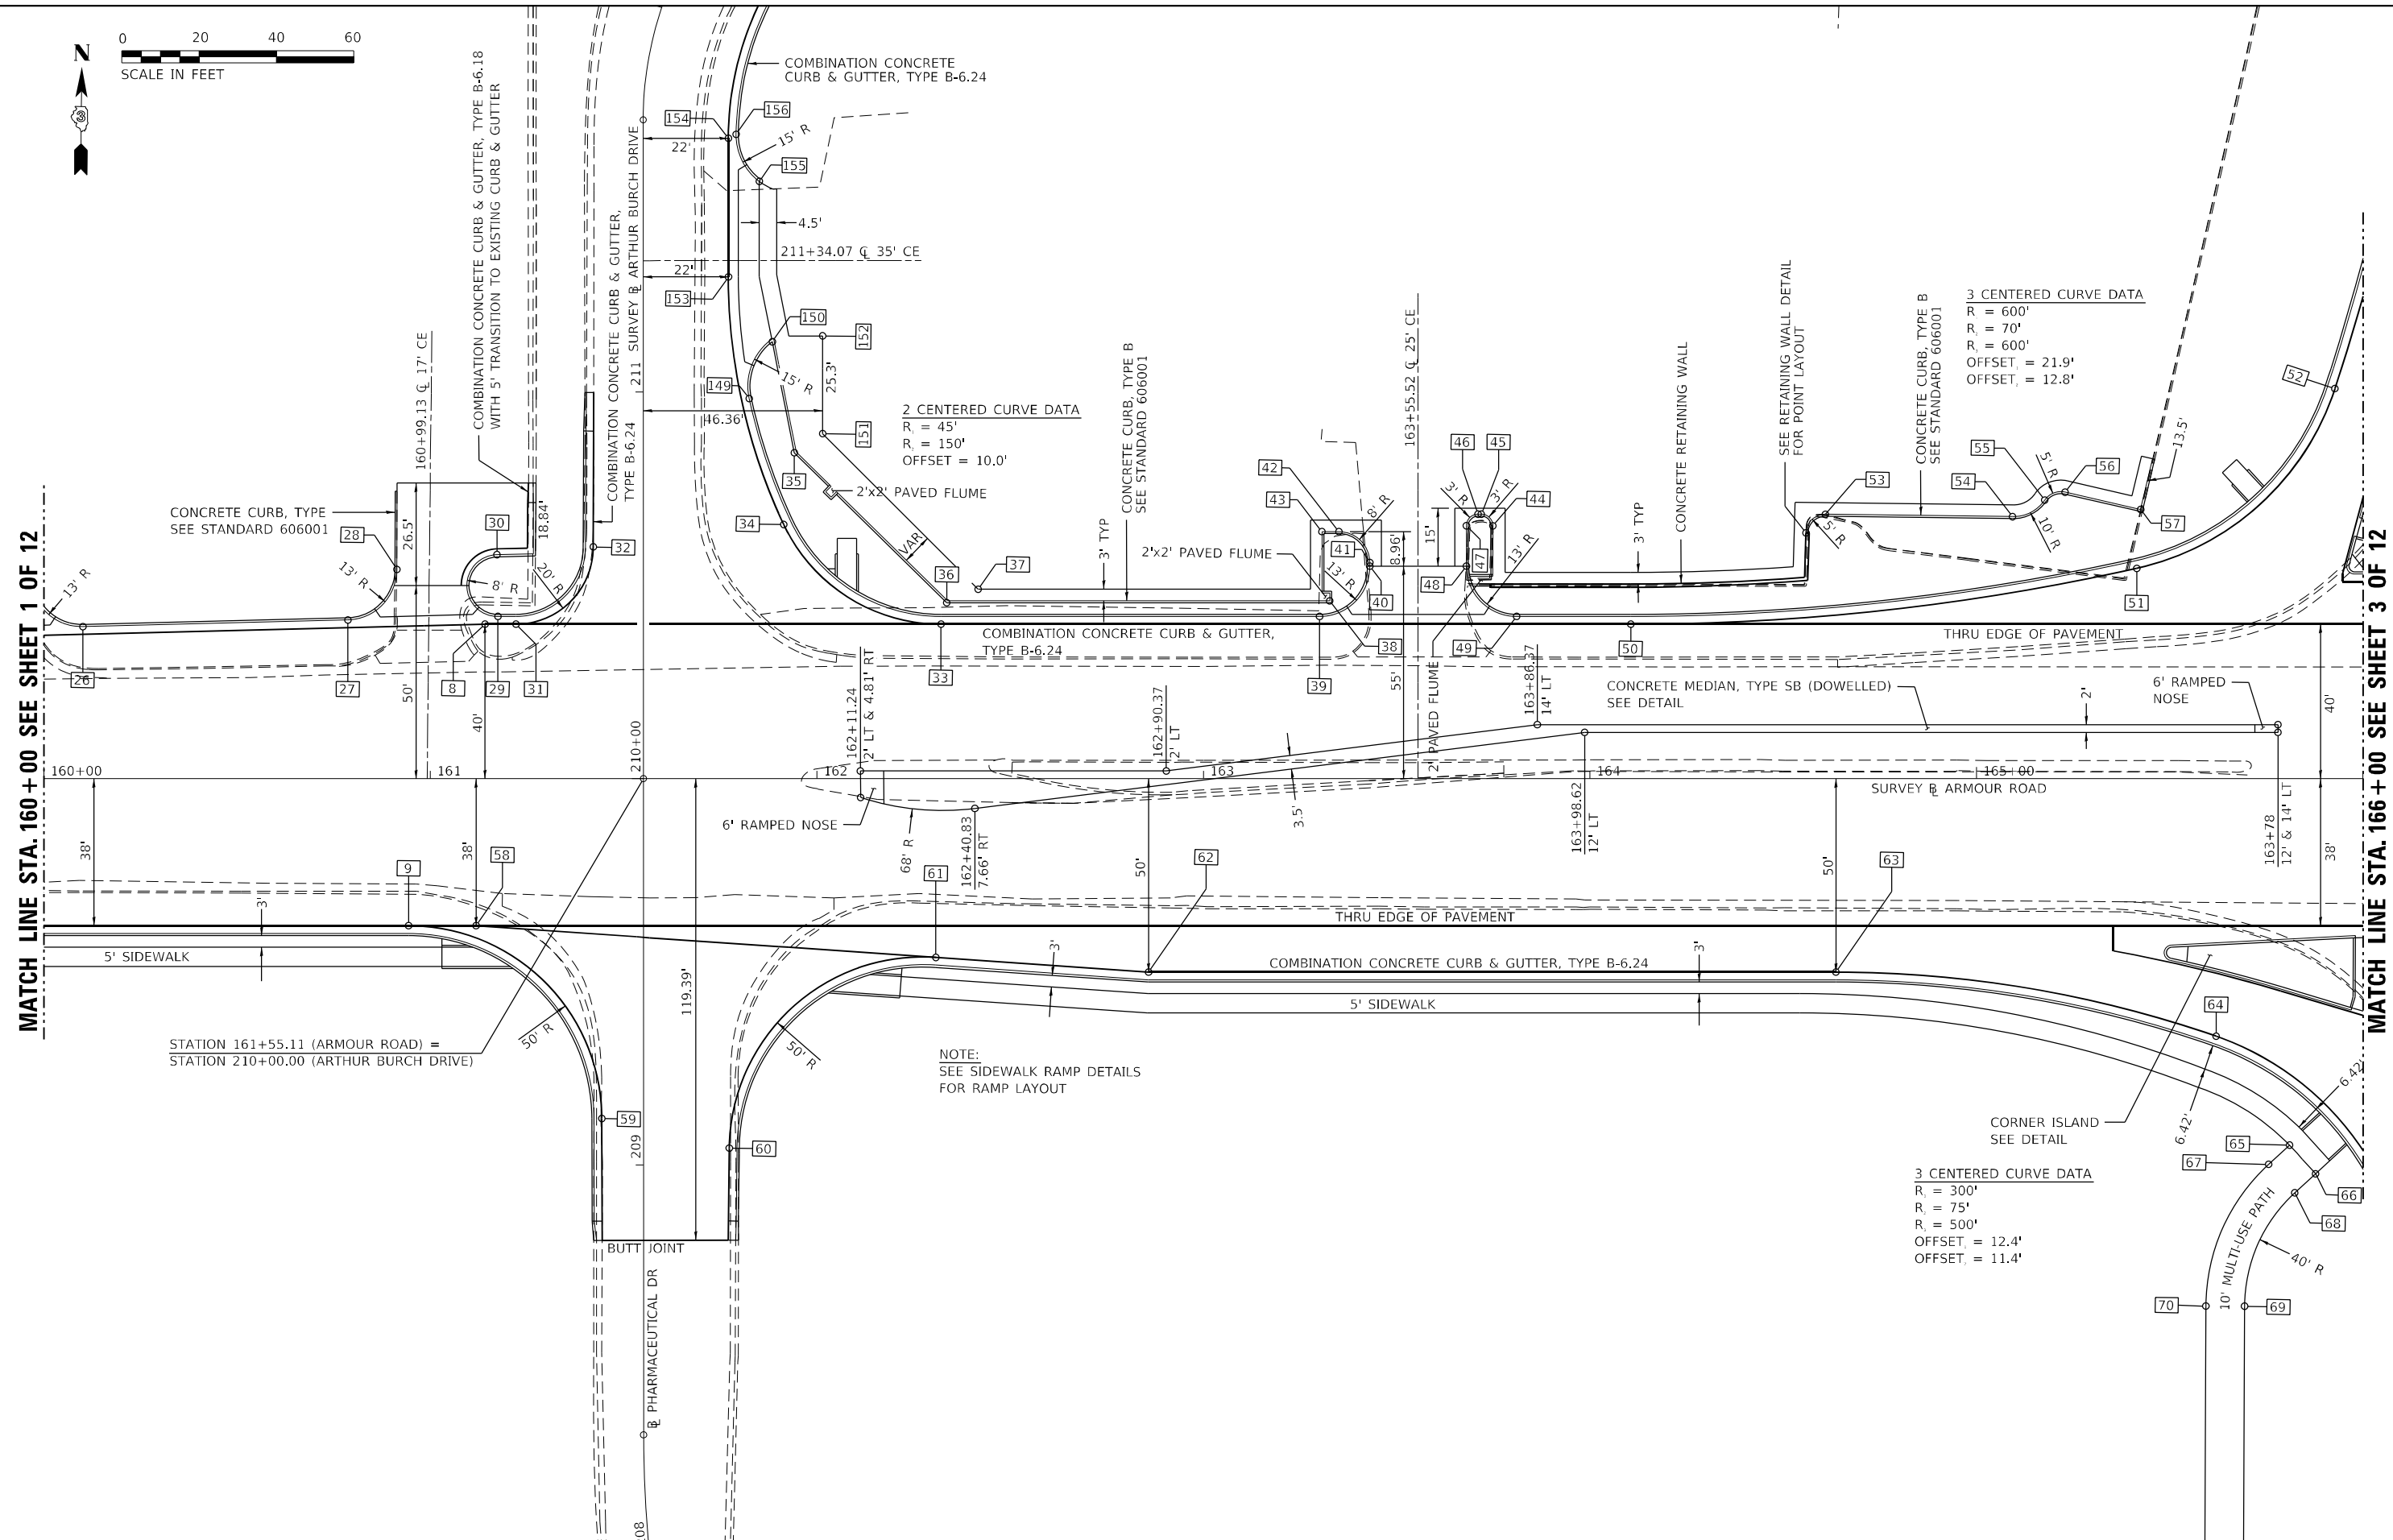 N
0 20 40 60
SCALE IN FEET
3
COMBINATION CONCRETE
CURB & GUTTER, TYPE B-6.24
COMBINATION CONCRETE CURB & GUTTER, TYPE B-6.18
WITH 5' TRANSITION TO EXISTING CURB & GUTTER
COMBINATION CONCRETE CURB & GUTTER,
TYPE B-6.24
211 SURVEY ℄ ARTHUR BURCH DRIVE
154
156
22'
15' R
155
4.5'
211+34.07 ℄ 35' CE
22'
153
150
152
149
15' R
25.3'
46.36'
151
2 CENTERED CURVE DATA
R = 45'
R = 150'
OFFSET = 10.0'
CONCRETE CURB, TYPE B
SEE STANDARD 606001
163+55.52 ℄ 25' CE
CONCRETE RETAINING WALL
SEE RETAINING WALL DETAIL
FOR POINT LAYOUT
CONCRETE CURB, TYPE B
SEE STANDARD 606001
3 CENTERED CURVE DATA
R = 600'
R = 70'
R = 600'
OFFSET = 21.9'
OFFSET = 12.8'
52
160+99.13 ℄ 17' CE
CONCRETE CURB, TYPE
SEE STANDARD 606001
28
26.5'
30
18.84'
32
13' R
13' R
8' R
20' R
34
35
2'x2' PAVED FLUME
VAR
36
37
3' TYP
2'x2' PAVED FLUME
42
43
41
8' R
8.96'
13' R
40
46
45
3' R
3' R
44
15'
47
48
13' R
3' TYP
53
5' R
54
55
5' R
56
10' R
13.5'
57
51
26
27
8
29
31
33
COMBINATION CONCRETE CURB & GUTTER,
TYPE B-6.24
38
39
49
50
THRU EDGE OF PAVEMENT
50'
40'
55'
2' PAVED FLUME
40'
162+11.24
2' LT & 4.81' RT
162+90.37
2' LT
163+86.37
14' LT
CONCRETE MEDIAN, TYPE SB (DOWELLED)
SEE DETAIL
2'
6' RAMPED
NOSE
160+00
161
210+00
162
163
164
165+00
SURVEY ℄ ARMOUR ROAD
6' RAMPED NOSE
68' R
162+40.83
7.66' RT
3.5'
163+98.62
12' LT
163+78
12' & 14' LT
38'
38'
38'
9
58
61
50'
62
50'
63
3'
THRU EDGE OF PAVEMENT
5' SIDEWALK
3'
COMBINATION CONCRETE CURB & GUTTER, TYPE B-6.24
3'
5' SIDEWALK
119.39'
50' R
50' R
STATION 161+55.11 (ARMOUR ROAD) =
STATION 210+00.00 (ARTHUR BURCH DRIVE)
NOTE:
SEE SIDEWALK RAMP DETAILS
FOR RAMP LAYOUT
64
6.42'
6.42'
59
209
60
CORNER ISLAND
SEE DETAIL
65
67
66
68
3 CENTERED CURVE DATA
R = 300'
R = 75'
R = 500'
OFFSET = 12.4'
OFFSET = 11.4'
BUTT JOINT
℄ PHARMACEUTICAL DR
10' MULTI-USE PATH
40' R
70
69
MATCH LINE STA. 160+00 SEE SHEET 1 OF 12
MATCH LINE STA. 166+00 SEE SHEET 3 OF 12